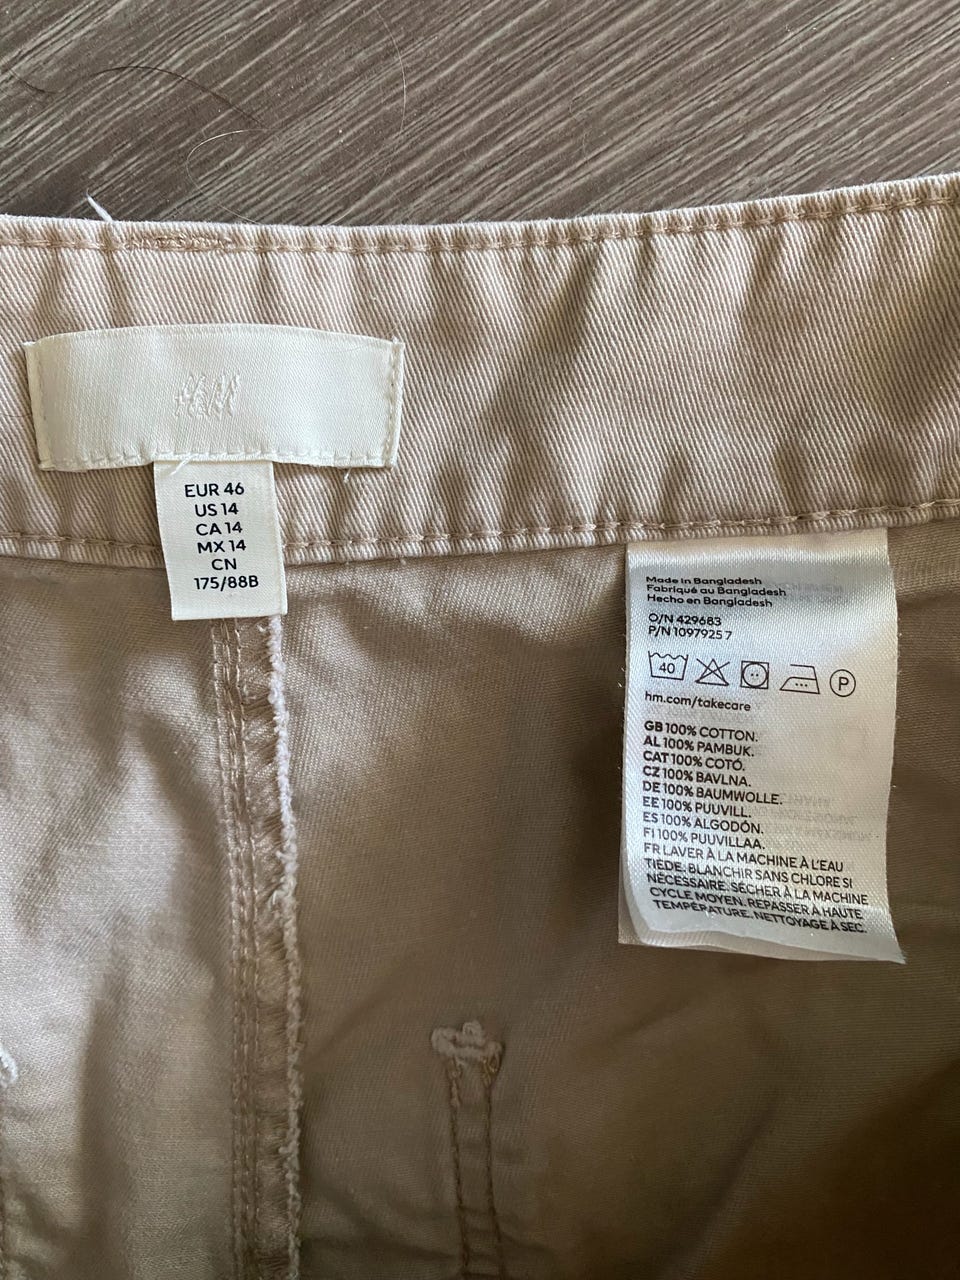 H&M
EUR 46
US 14
CA 14
MX 14
CN
175/88B
Made in Bangladesh
Fabriqué au Bangladesh
Hecho en Bangladesh
O/N 429683
P/N 1097925 7
40
P
hm.com/takecare
GB 100% COTTON.
AL 100% PAMBUK.
CAT 100% COTÓ.
CZ 100% BAVLNA.
DE 100% BAUMWOLLE.
EE 100% PUUVILL.
ES 100% ALGODÓN.
FI 100% PUUVILLAA.
FR LAVER À LA MACHINE À L'EAU
TIÈDE. BLANCHIR SANS CHLORE SI
NÉCESSAIRE. SÉCHER À LA MACHINE
CYCLE MOYEN. REPASSER À HAUTE
TEMPÉRATURE. NETTOYAGE À SEC.